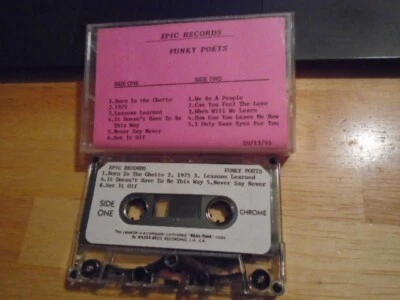 EPIC RECORDS
FUNKY POETS
SIDE ONE
1.Born In the Ghetto
2.1975
3.Lessons Learned
4.It Doesn't Have To Be
This Way
5.Never Say Never
6.Set It Off
SIDE TWO
1.We As A People
2.Can You Feel The Love
3.When Will We Learn
4.How Can You Leave Me Now
5.I Only Have Eyes For You
EPIC RECORDS FUNKY POETS
1.Born In the Ghetto 2. 1975 3. Lessons Learned
4.It Doesn't Have To Be This Way 5.Never Say Never
6.Set It Off
SIDE
ONE
CHROME